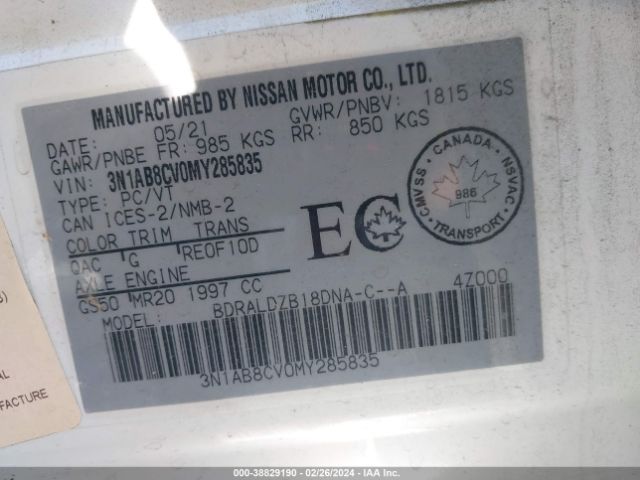 MANUFACTURED BY NISSAN MOTOR CO., LTD.
DATE: 05/21 GVWR/PNBV: 1815 KGS
GAWR/PNBE FR: 985 KGS RR: 850 KGS
VIN: 3N1AB8CV0MY285835
TYPE: PC/VT
CAN ICES-2/NMB-2
COLOR TRIM TRANS
QAC G RE0F10D
AXLE ENGINE
GS50 MR20 1997 CC
MODEL: BDRALDZB18DNA-C--A 4Z000
EC
CANADA
CMVSS NSVAC
986
TRANSPORT
3N1AB8CV0MY285835
AL
FACTURE
000-38829190 - 02/26/2024 - IAA Inc.